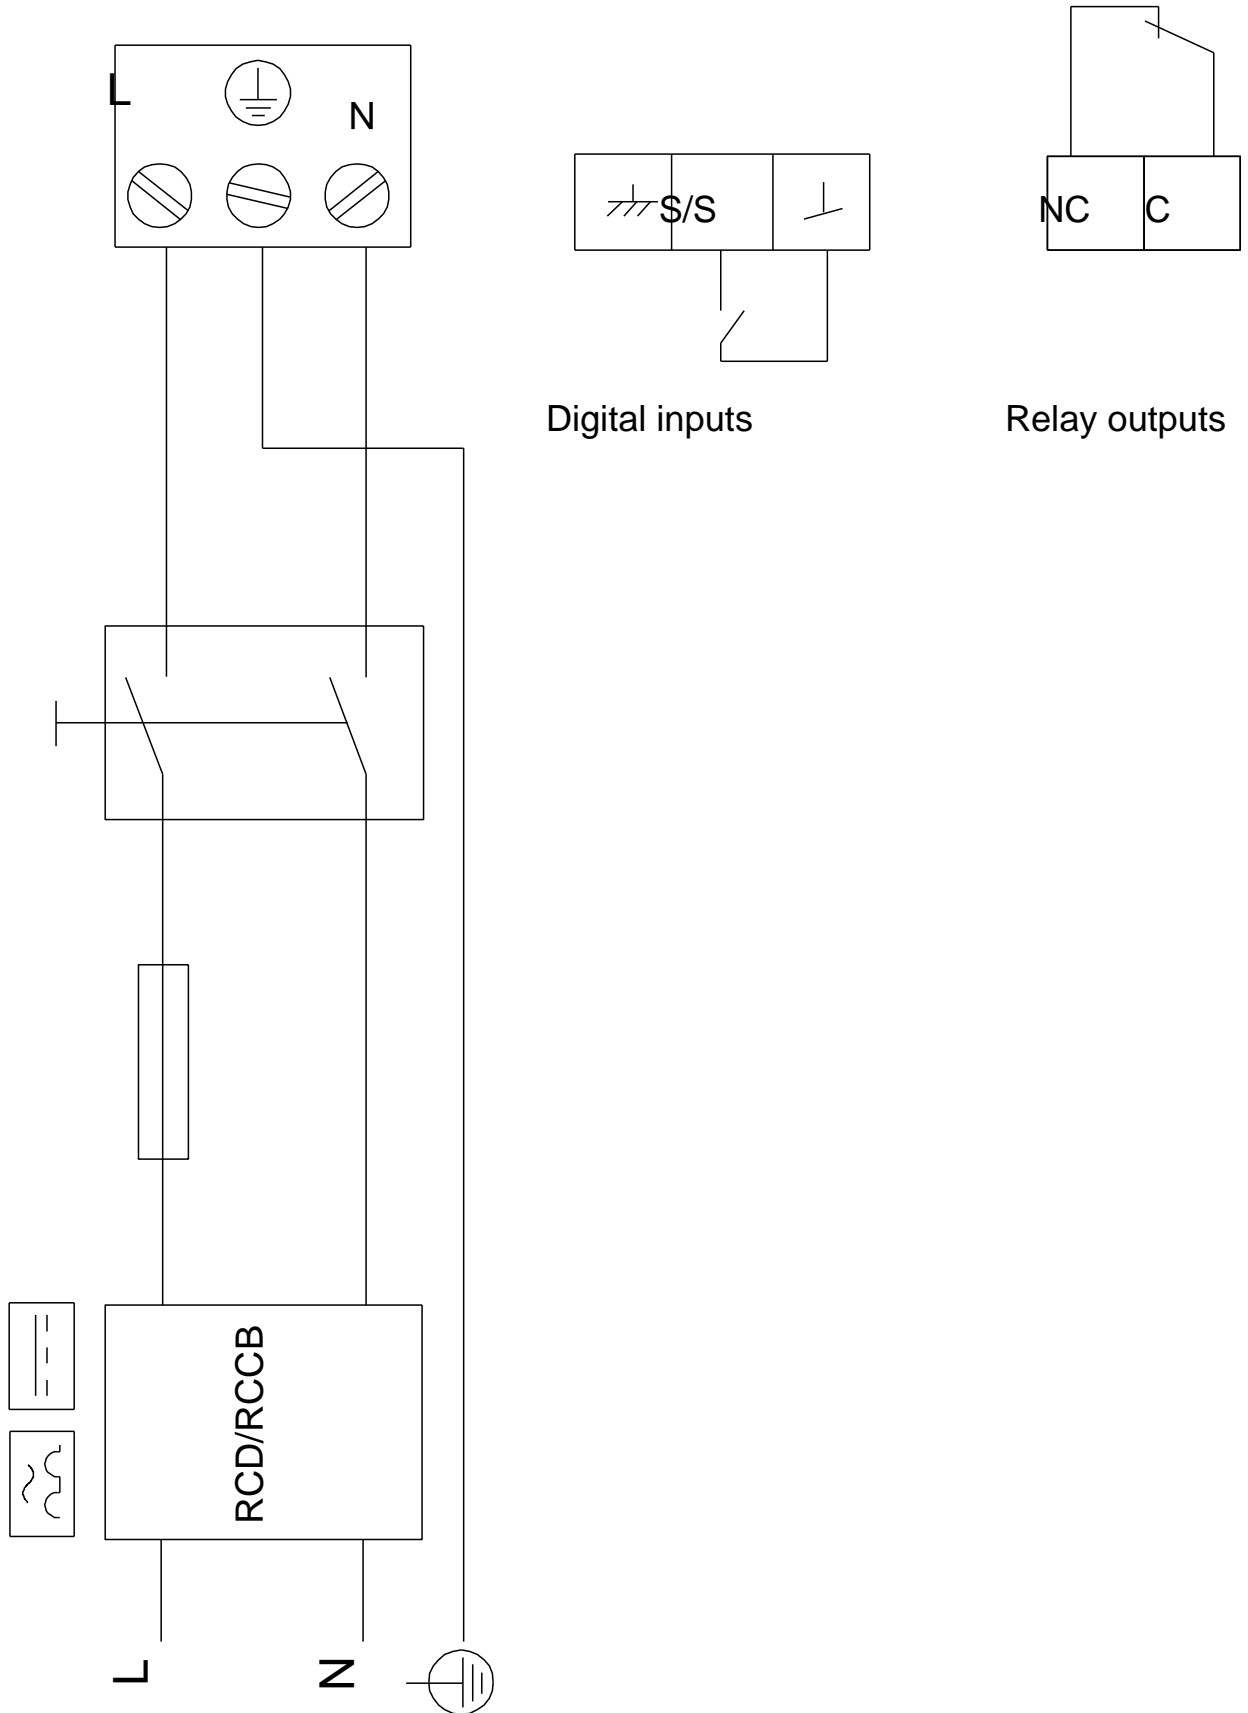 L
N
S/S
NC
C
Digital inputs
Relay outputs
RCD/RCCB
L
N